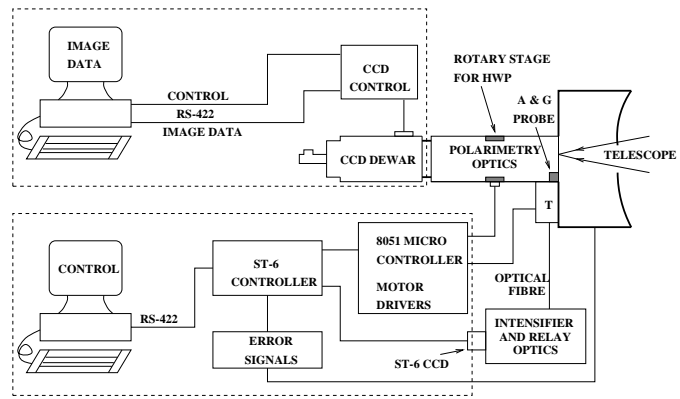 IMAGE
DATA
CONTROL
RS-422
IMAGE DATA
CCD
CONTROL
CCD DEWAR
ROTARY STAGE
FOR HWP
A & G
PROBE
POLARIMETRY
OPTICS
TELESCOPE
T
CONTROL
RS-422
ST-6
CONTROLLER
8051 MICRO
CONTROLLER
MOTOR
DRIVERS
ERROR
SIGNALS
OPTICAL
FIBRE
INTENSIFIER
AND RELAY
OPTICS
ST-6 CCD